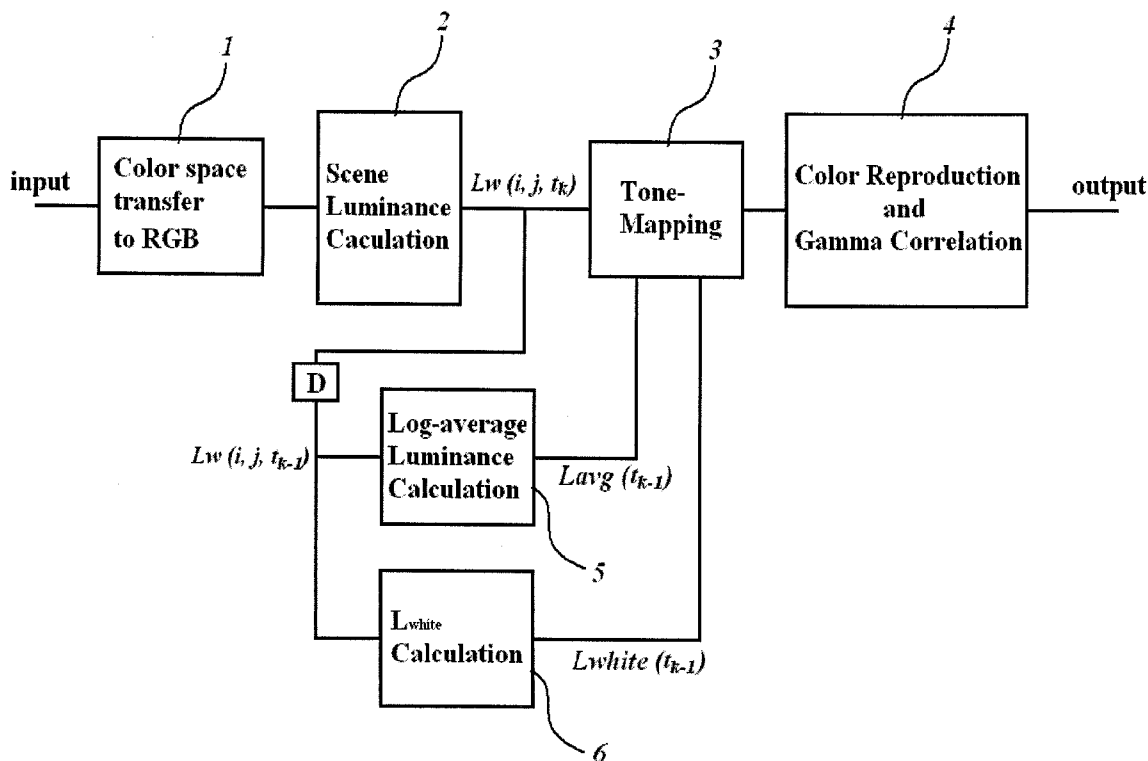 1
2
3
4
input
Color space
transfer
to RGB
Scene
Luminance
Caculation
Lw (i, j, tk)
Tone-
Mapping
Color Reproduction
and
Gamma Correlation
output
D
Lw (i, j, tk-1)
Log-average
Luminance
Calculation
Lavg (tk-1)
5
Lwhite
Calculation
Lwhite (tk-1)
6